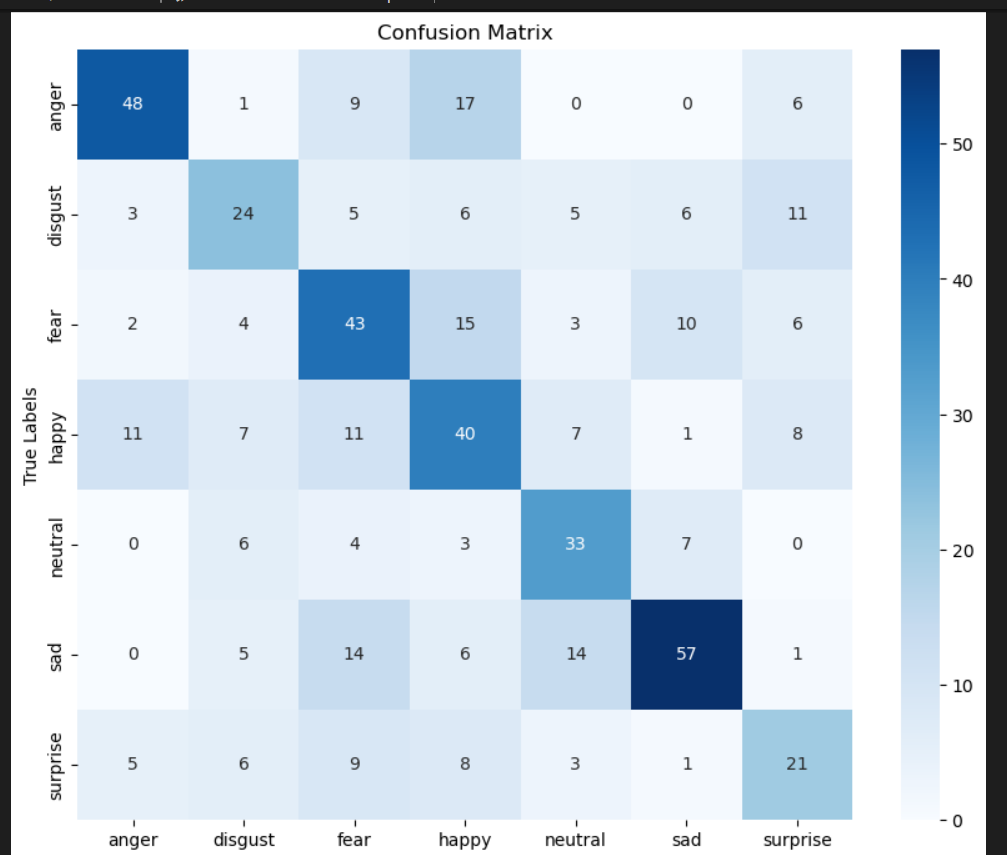 Confusion Matrix
anger 48 1 9 17 0 0 6
disgust 3 24 5 6 5 6 11
fear 2 4 43 15 3 10 6
happy 11 7 11 40 7 1 8
neutral 0 6 4 3 33 7 0
sad 0 5 14 6 14 57 1
surprise 5 6 9 8 3 1 21
anger disgust fear happy neutral sad surprise
True Labels
50
40
30
20
10
0